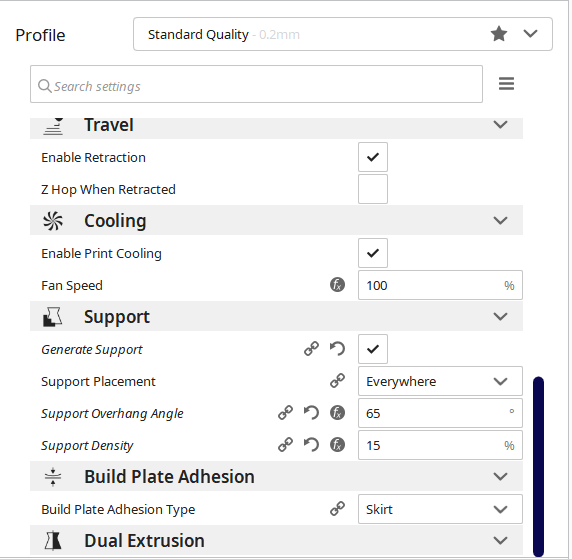 Profile
Standard Quality - 0.2mm
Search settings
Travel
Enable Retraction
Z Hop When Retracted
Cooling
Enable Print Cooling
Fan Speed 100 %
Support
Generate Support
Support Placement Everywhere
Support Overhang Angle 65 °
Support Density 15 %
Build Plate Adhesion
Build Plate Adhesion Type Skirt
Dual Extrusion